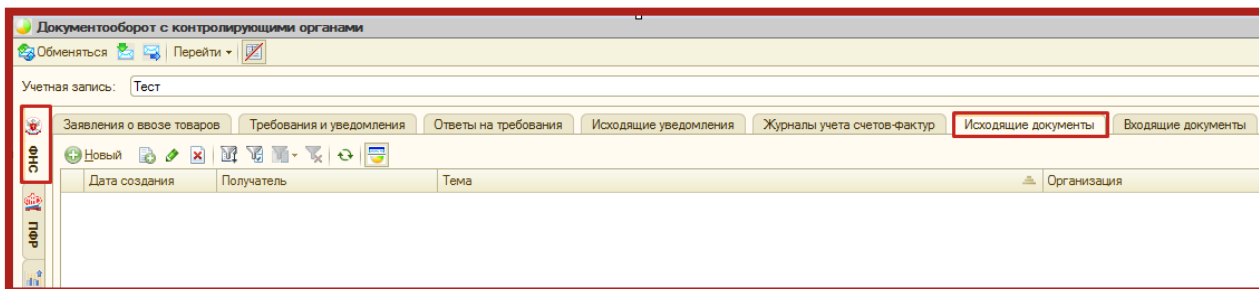 Документооборот с контролирующими органами
Обменяться Перейти
Учетная запись: Тест
Заявления о ввозе товаров Требования и уведомления Ответы на требования Исходящие уведомления Журналы учета счетов-фактур Исходящие документы Входящие документы
ФНС
Новый
Дата создания Получатель Тема Организация
ПФР